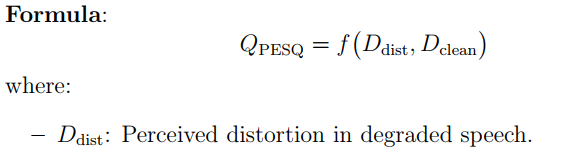 Formula:
Q_PESQ = f(D_dist, D_clean)
where:
– D_dist: Perceived distortion in degraded speech.